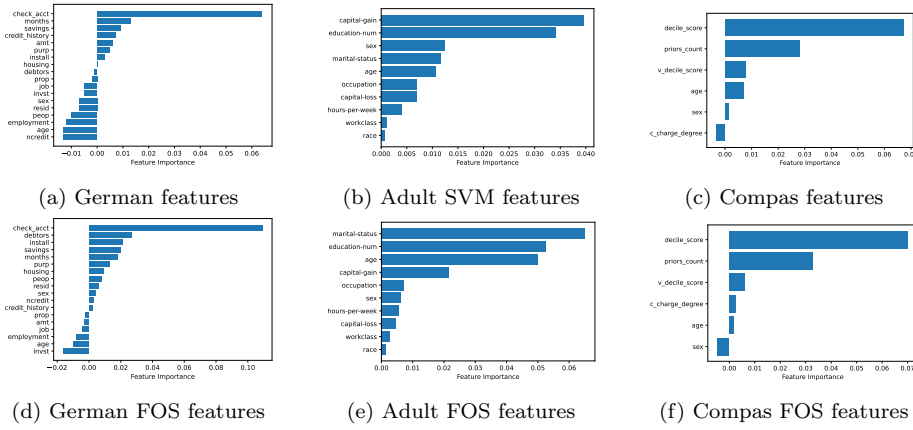 check_acct
months
savings
credit_history
amt
purp
install
housing
debtors
prop
job
invst
sex
resid
peop
employment
age
ncredit
−0.01 0.00 0.01 0.02 0.03 0.04 0.05 0.06
Feature Importance
(a) German features
capital-gain
education-num
sex
marital-status
age
occupation
capital-loss
hours-per-week
workclass
race
0.000 0.005 0.010 0.015 0.020 0.025 0.030 0.035 0.040
Feature Importance
(b) Adult SVM features
decile_score
priors_count
v_decile_score
age
sex
c_charge_degree
0.00 0.01 0.02 0.03 0.04 0.05 0.06 0.07
Feature Importance
(c) Compas features
check_acct
debtors
install
savings
months
purp
housing
peop
resid
sex
ncredit
credit_history
prop
amt
job
employment
age
invst
−0.02 0.00 0.02 0.04 0.06 0.08 0.10
Feature Importance
(d) German FOS features
marital-status
education-num
age
capital-gain
occupation
sex
hours-per-week
capital-loss
workclass
race
0.00 0.01 0.02 0.03 0.04 0.05 0.06
Feature Importance
(e) Adult FOS features
decile_score
priors_count
v_decile_score
c_charge_degree
age
sex
0.00 0.01 0.02 0.03 0.04 0.05 0.06 0.07
Feature Importance
(f) Compas FOS features